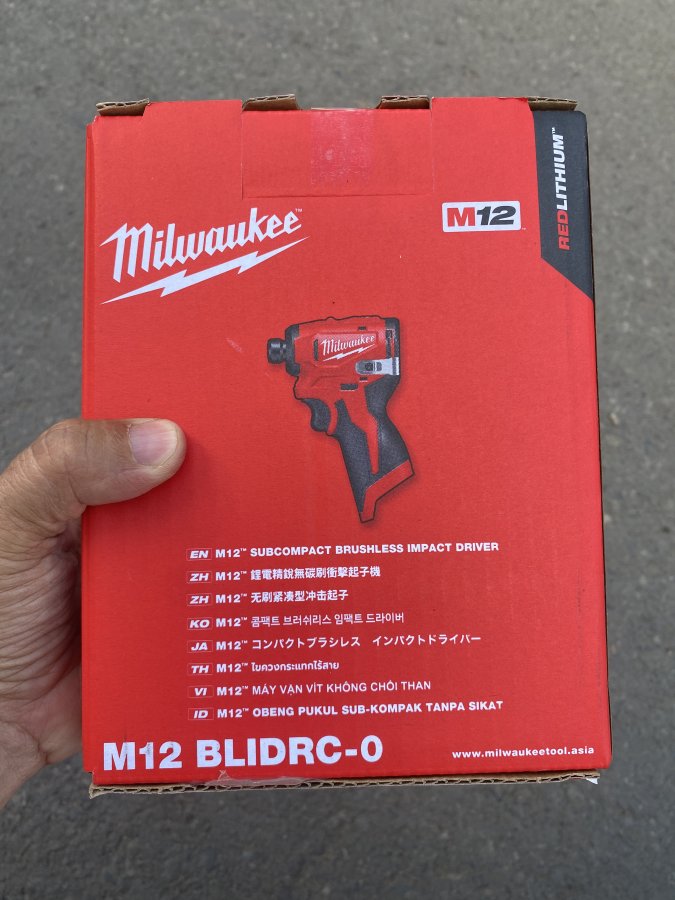 Milwaukee™
M12™
REDLITHIUM™
Milwaukee
EN M12™ SUBCOMPACT BRUSHLESS IMPACT DRIVER
ZH M12™ 鋰電精銳無碳刷衝擊起子機
ZH M12™ 无刷紧凑型冲击起子
KO M12™ 콤팩트 브러쉬리스 임팩트 드라이버
JA M12™ コンパクトブラシレス インパクトドライバー
TH M12™ ไขควงกระแทกไร้สาย
VI M12™ MÁY VẶN VÍT KHÔNG CHỔI THAN
ID M12™ OBENG PUKUL SUB-KOMPAK TANPA SIKAT
M12 BLIDRC-0
www.milwaukeetool.asia